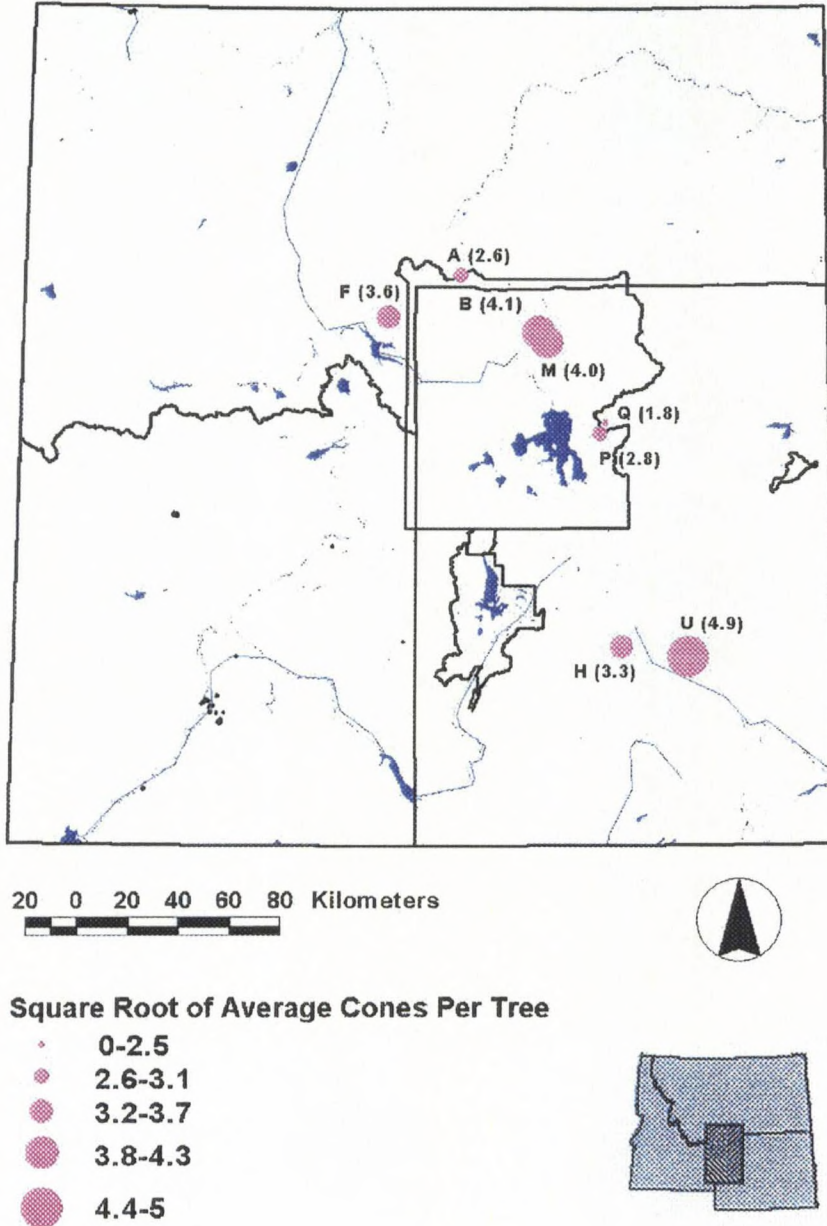 A (2.6)
F (3.6)
B (4.1)
M (4.0)
Q (1.8)
P (2.8)
U (4.9)
H (3.3)
20 0 20 40 60 80 Kilometers
Square Root of Average Cones Per Tree
0-2.5
2.6-3.1
3.2-3.7
3.8-4.3
4.4-5